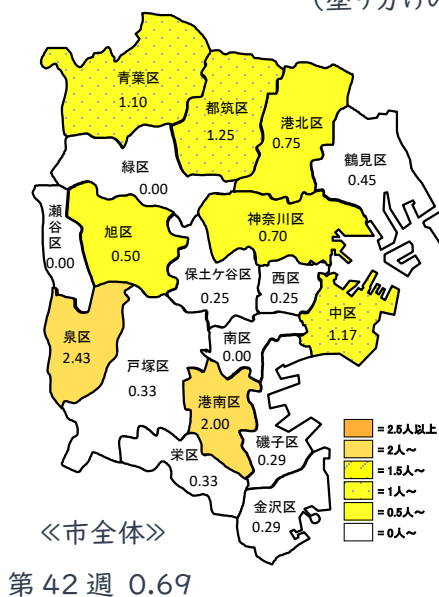 (塗り分けの
青葉区
1.10
都筑区
1.25
港北区
0.75
鶴見区
0.45
緑区
0.00
瀬谷区
0.00
旭区
0.50
神奈川区
0.70
保土ケ谷区
0.25
西区
0.25
中区
1.17
泉区
2.43
戸塚区
0.33
南区
0.00
港南区
2.00
磯子区
0.29
栄区
0.33
金沢区
0.29
= 2.5人以上
= 2人～
= 1.5人～
= 1人～
= 0.5人～
= 0人～
≪市全体≫
第 42 週 0.69